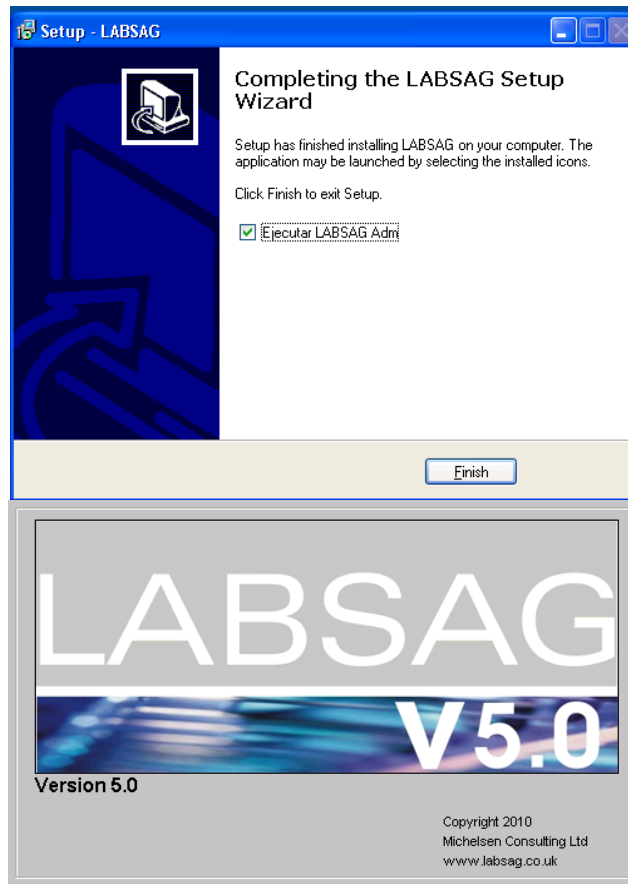 Setup - LABSAG
Completing the LABSAG Setup
Wizard
Setup has finished installing LABSAG on your computer. The
application may be launched by selecting the installed icons.
Click Finish to exit Setup.
Ejecutar LABSAG Adm
Finish
LABSAG
V5.0
Version 5.0
Copyright 2010
Michelsen Consulting Ltd
www.labsag.co.uk